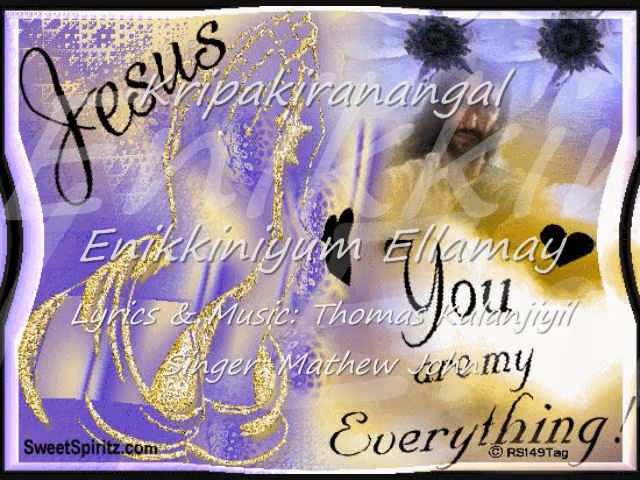 Jesus
Kripakiranangal
Enikkiniyum Ellamay
You
Lyrics & Music: Thomas Kulanjiyil
Singer: Mathew John
are my
Everything!
SweetSpiritz.com
© RS149Tag